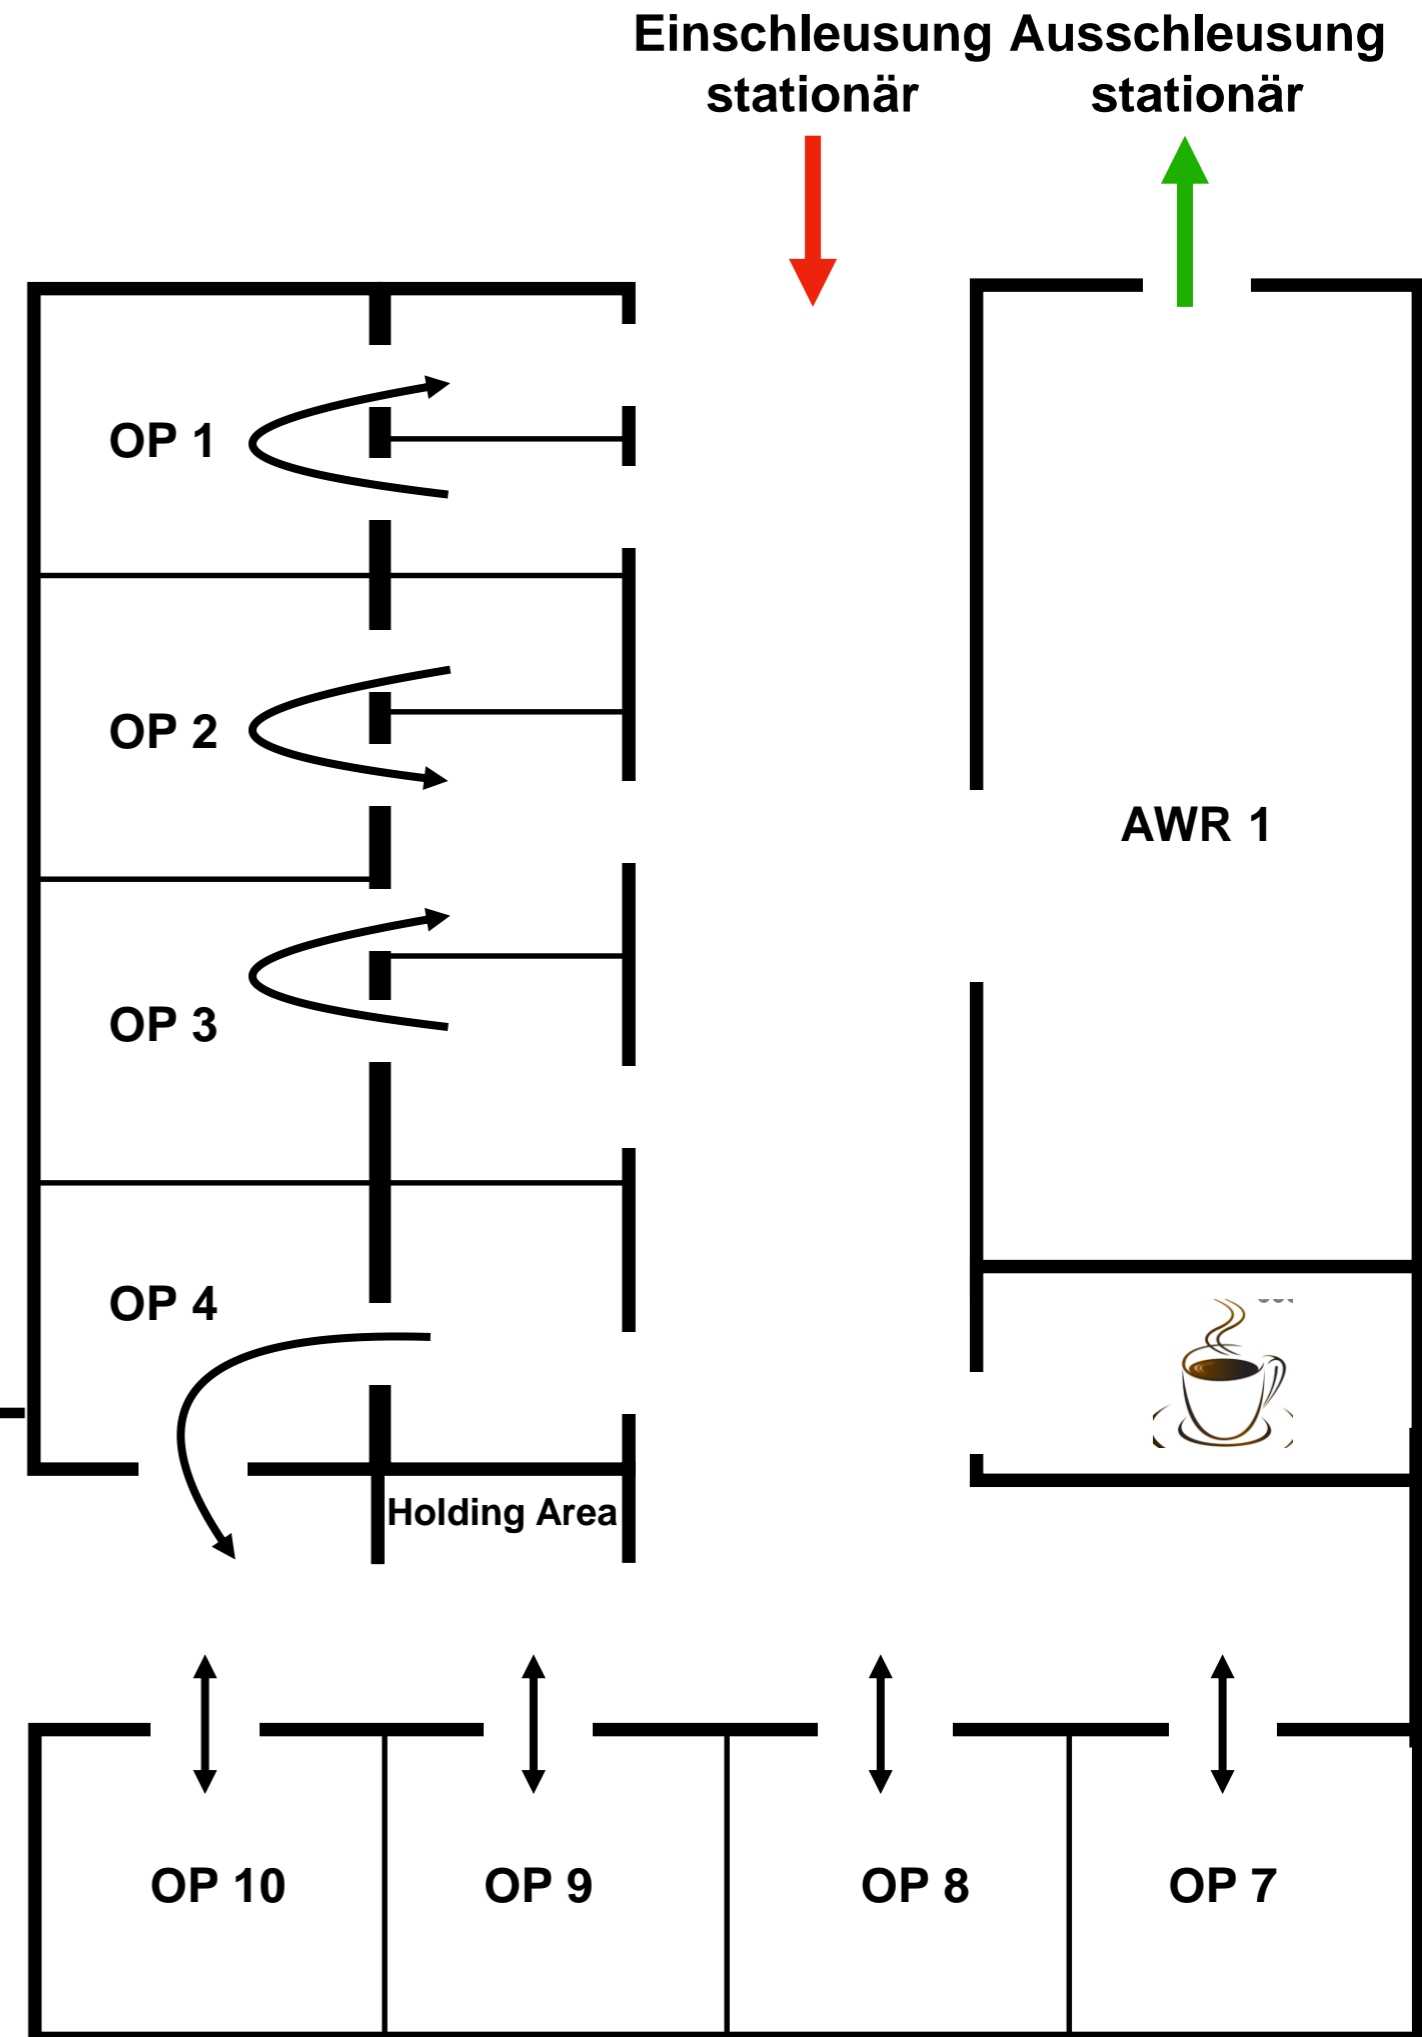 Einschleusung Ausschleusung
stationär stationär
OP 1
OP 2
AWR 1
OP 3
OP 4
Holding Area
OP 10 OP 9 OP 8 OP 7